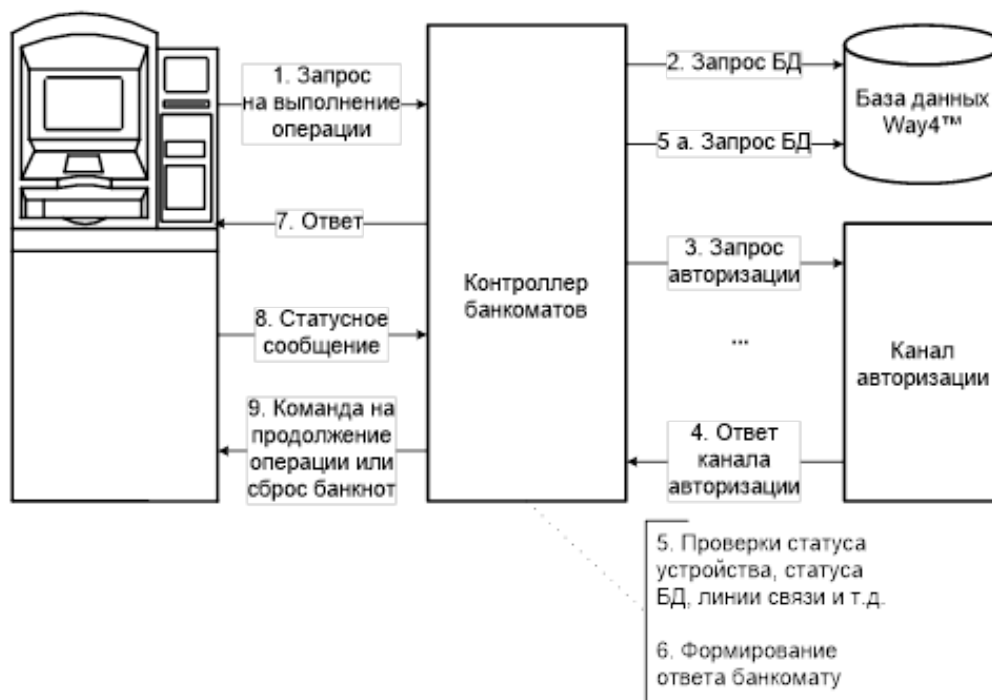 1. Запрос
на выполнение
операции
2. Запрос БД
База данных
Way4™
5 а. Запрос БД
7. Ответ
3. Запрос
авторизации
Контроллер
банкоматов
8. Статусное
сообщение
...
Канал
авторизации
9. Команда на
продолжение
операции или
сброс банкнот
4. Ответ
канала
авторизации
5. Проверки статуса
устройства, статуса
БД, линии связи и т.д.
6. Формирование
ответа банкомату